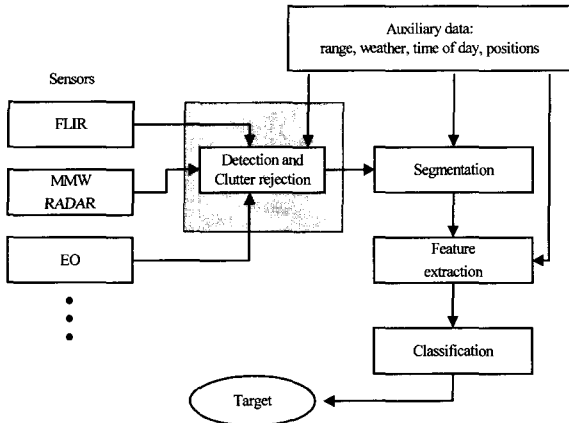 Auxiliary data:
range, weather, time of day, positions
Sensors
FLIR
MMW
RADAR
EO
Detection and
Clutter rejection
Segmentation
Feature
extraction
Classification
Target